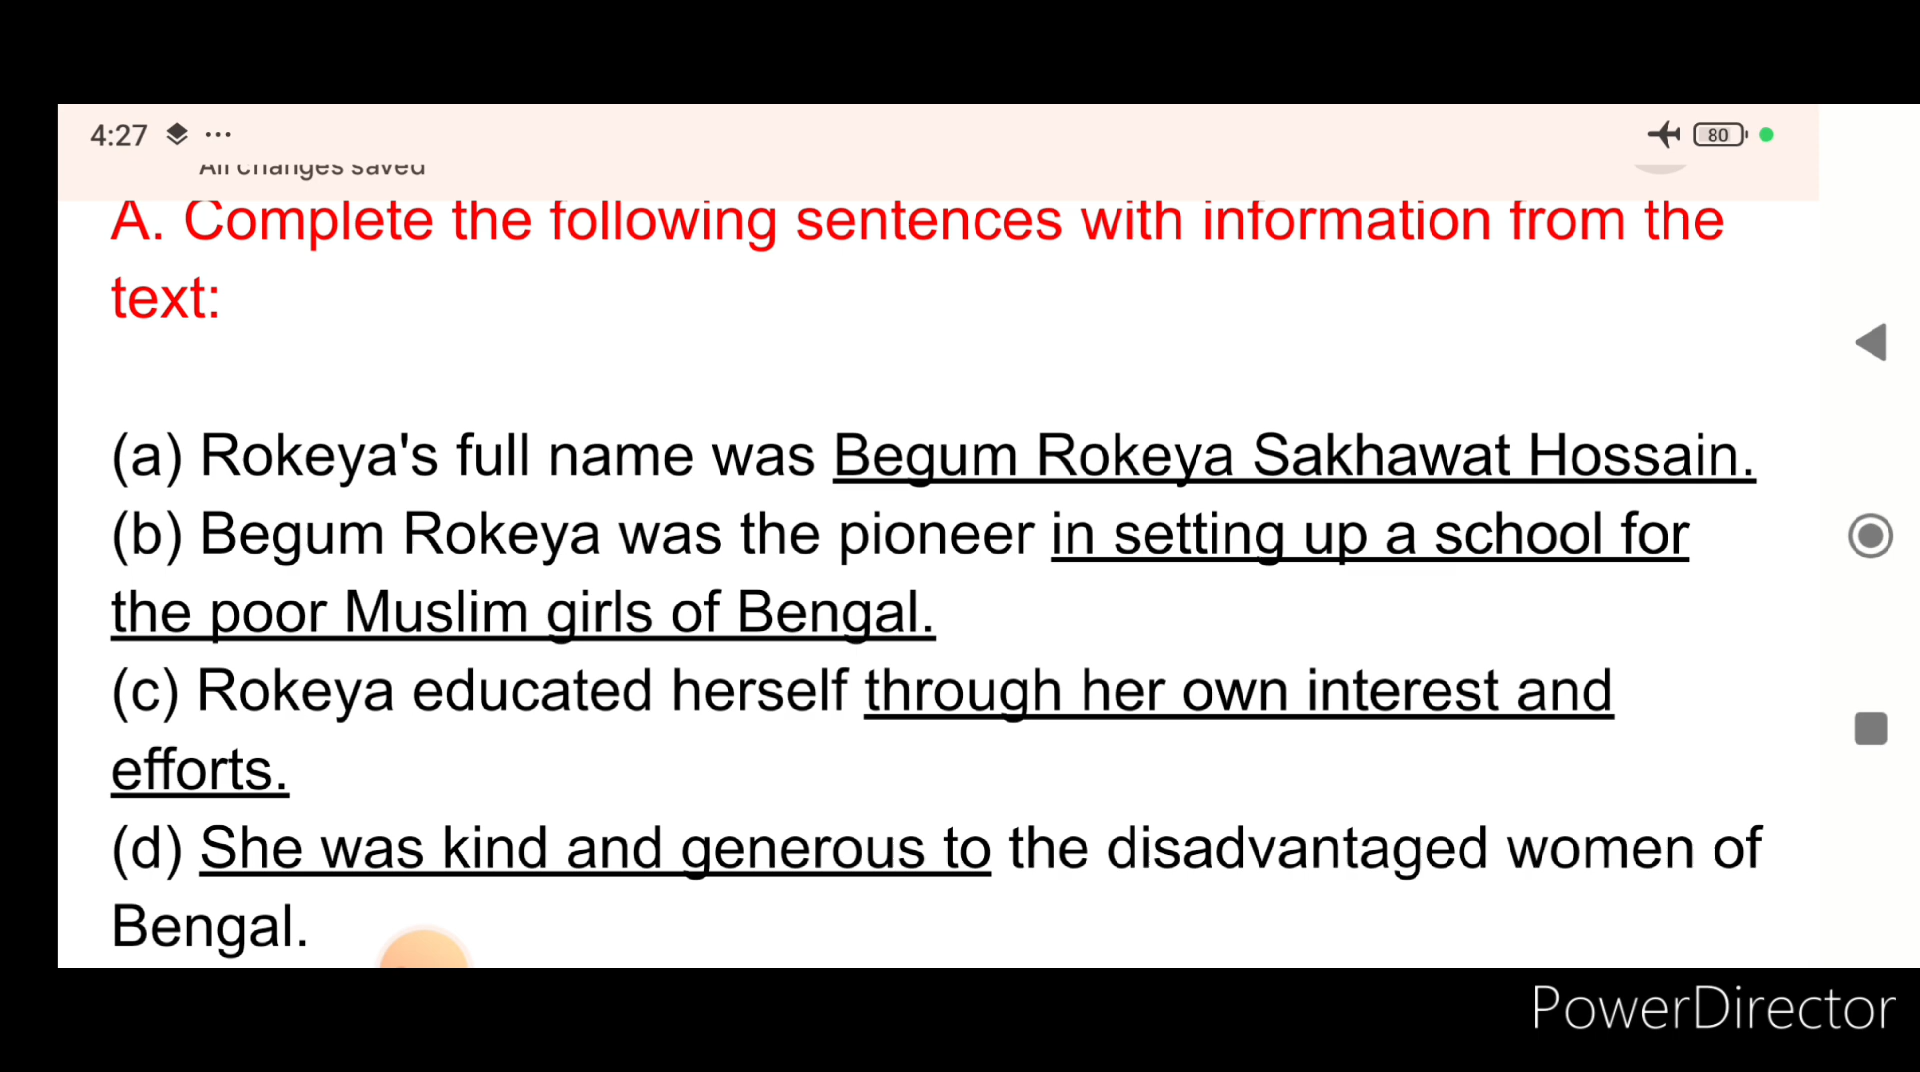 4:27 ... 80
All changes saved
A. Complete the following sentences with information from the
text:
(a) Rokeya's full name was Begum Rokeya Sakhawat Hossain.
(b) Begum Rokeya was the pioneer in setting up a school for
the poor Muslim girls of Bengal.
(c) Rokeya educated herself through her own interest and
efforts.
(d) She was kind and generous to the disadvantaged women of
Bengal.
PowerDirector